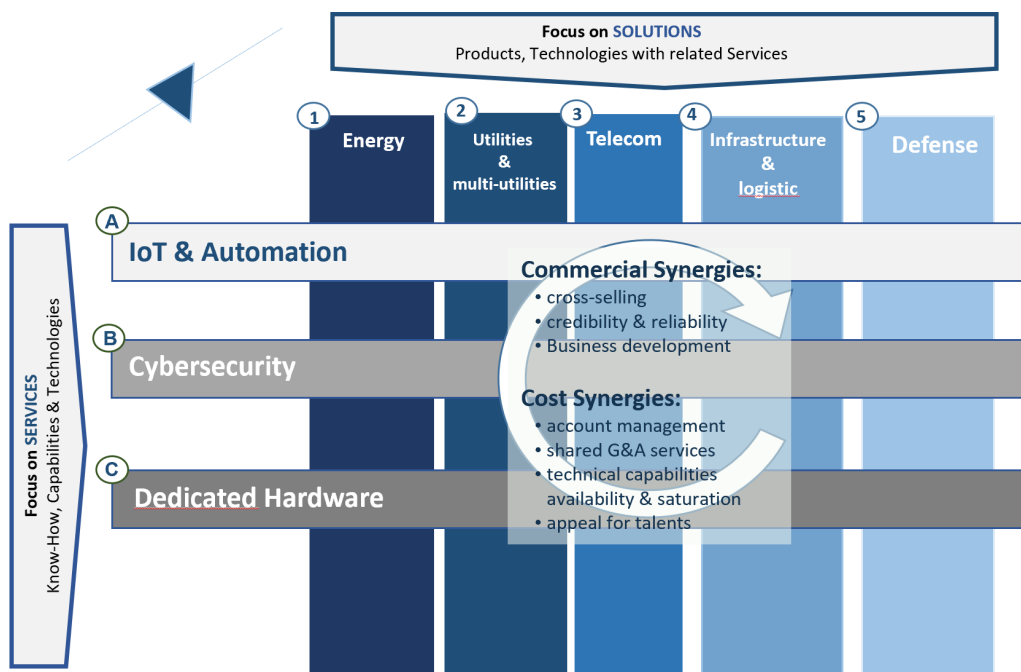 Focus on SOLUTIONS
Products, Technologies with related Services
1
Energy
2
Utilities
&
multi-utilities
3
Telecom
4
Infrastructure
&
logistic
5
Defense
Focus on SERVICES
Know-How, Capabilities & Technologies
A
IoT & Automation
B
Cybersecurity
C
Dedicated Hardware
Commercial Synergies:
• cross-selling
• credibility & reliability
• Business development
Cost Synergies:
• account management
• shared G&A services
• technical capabilities
availability & saturation
• appeal for talents